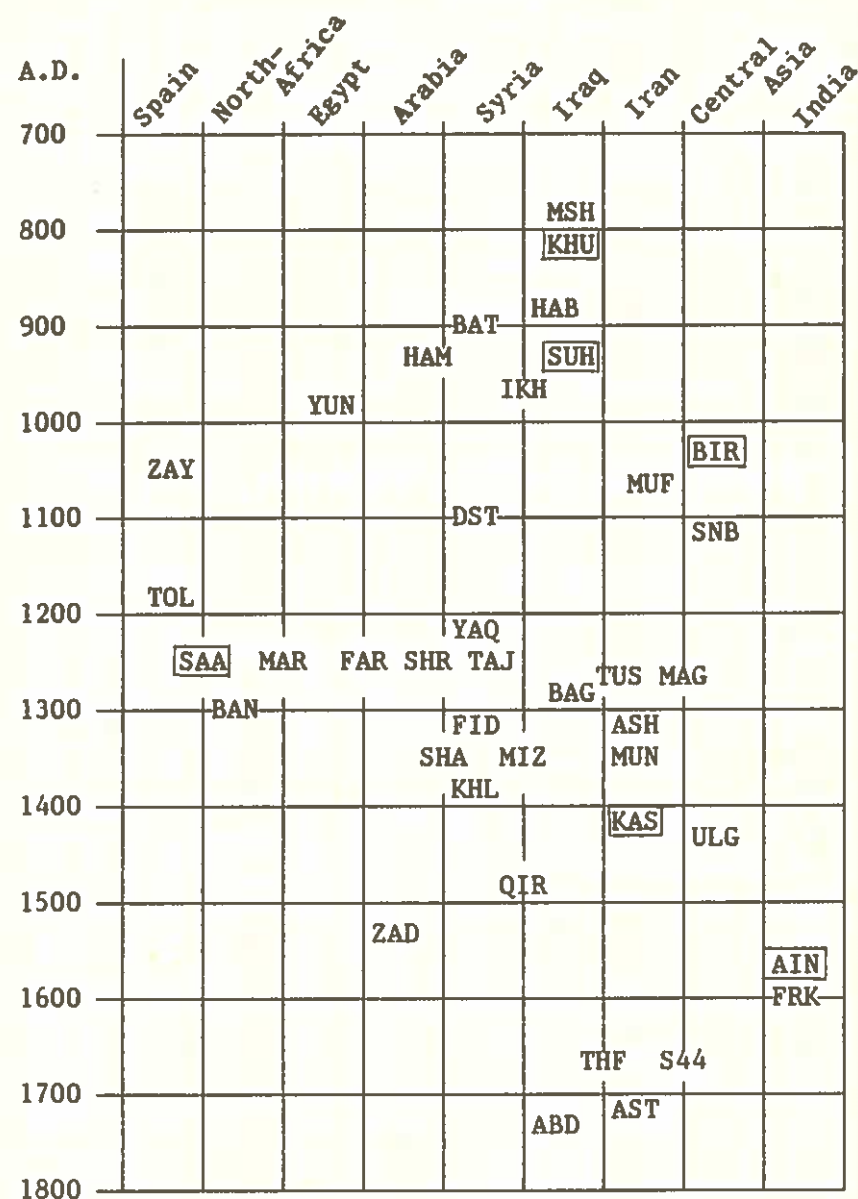 A.D. Spain North-Africa Egypt Arabia Syria Iraq Iran Central Asia India
700
MSH
800
KHU
HAB
900 BAT
HAM SUH
IKH
YUN
1000
BIR
ZAY
MUF
1100 DST
SNB
TOL
1200
YAQ
SAA MAR FAR SHR TAJ
TUS MAG
BAG
1300 BAN
FID ASH
SHA MIZ MUN
KHL
1400
KAS
ULG
QIR
1500
ZAD
AIN
1600 FRK
THF S44
1700
AST
ABD
1800